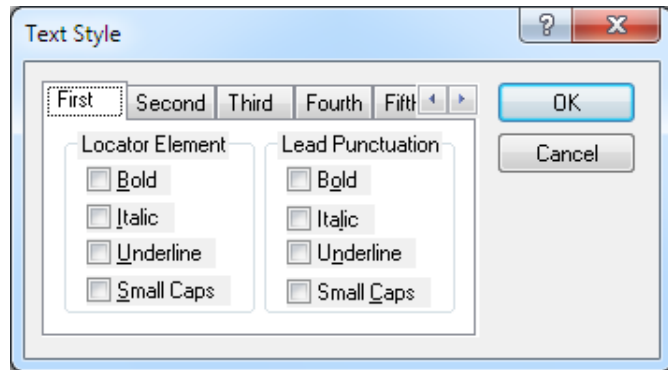 Text Style
?
X
First Second Third Fourth
OK
Locator Element Lead Punctuation
Cancel
Bold Bold
Italic Italic
Underline Underline
Small Caps Small Caps